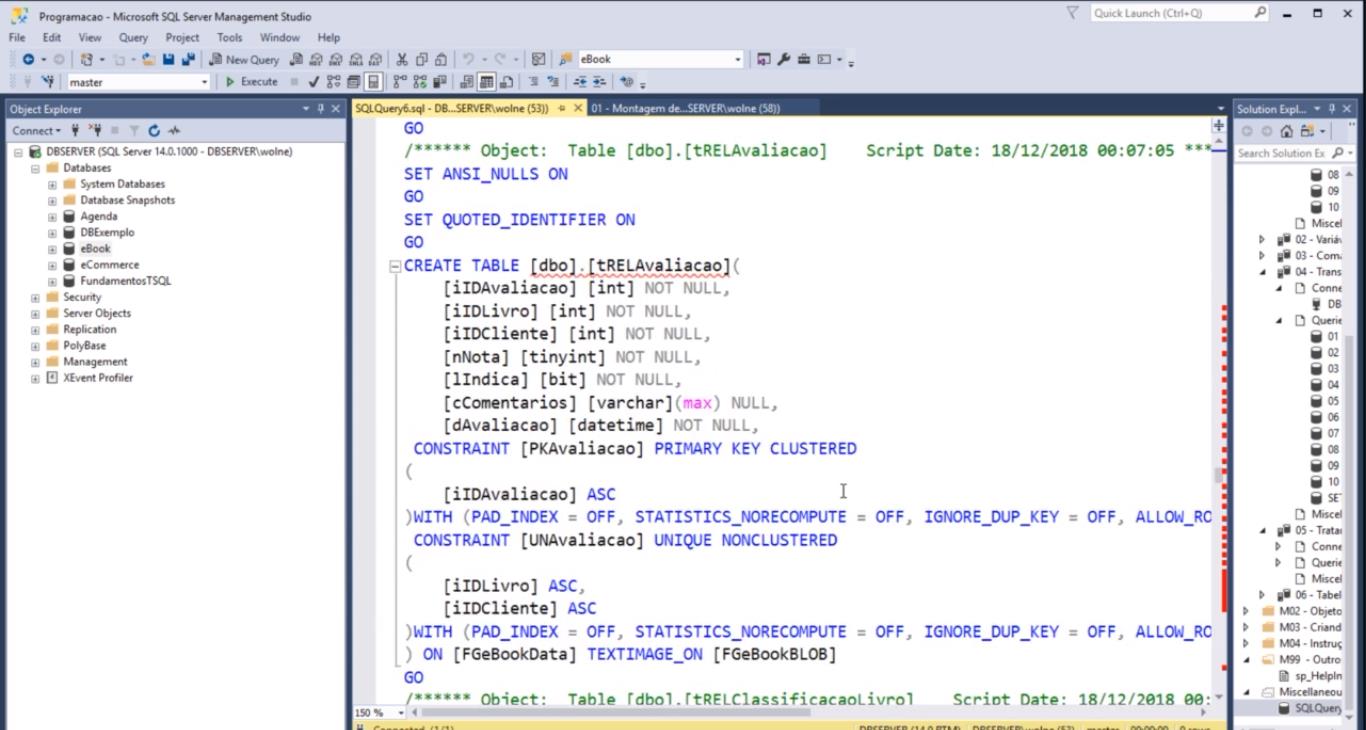 Programacao - Microsoft SQL Server Management Studio
Quick Launch (Ctrl+Q)
File Edit View Query Project Tools Window Help
New Query
eBook
master
Execute
Object Explorer
Connect
DBSERVER (SQL Server 14.0.1000 - DBSERVER\wolne)
Databases
System Databases
Database Snapshots
Agenda
DBExemplo
eBook
eCommerce
FundamentosTSQL
Security
Server Objects
Replication
PolyBase
Management
XEvent Profiler
SQLQuery6.sql - DB...SERVER\wolne (53))
01 - Montagem de...SERVER\wolne (58))
GO
/****** Object:  Table [dbo].[tRELAvaliacao]    Script Date: 18/12/2018 00:07:05 ***
SET ANSI_NULLS ON
GO
SET QUOTED_IDENTIFIER ON
GO
CREATE TABLE [dbo].[tRELAvaliacao](
[iIDAvaliacao] [int] NOT NULL,
[iIDLivro] [int] NOT NULL,
[iIDCliente] [int] NOT NULL,
[nNota] [tinyint] NOT NULL,
[lIndica] [bit] NOT NULL,
[cComentarios] [varchar](max) NULL,
[dAvaliacao] [datetime] NOT NULL,
CONSTRAINT [PKAvaliacao] PRIMARY KEY CLUSTERED
(
[iIDAvaliacao] ASC
)WITH (PAD_INDEX = OFF, STATISTICS_NORECOMPUTE = OFF, IGNORE_DUP_KEY = OFF, ALLOW_RO
CONSTRAINT [UNAvaliacao] UNIQUE NONCLUSTERED
(
[iIDLivro] ASC,
[iIDCliente] ASC
)WITH (PAD_INDEX = OFF, STATISTICS_NORECOMPUTE = OFF, IGNORE_DUP_KEY = OFF, ALLOW_RO
) ON [FGeBookData] TEXTIMAGE_ON [FGeBookBLOB]
GO
/****** Object:  Table [dbo].[tRELClassificacaoLivro]    Script Date: 18/12/2018 00:
150 %
Connected. (1/1)
DBSERVER (14.0 RTM)
DBSERVER\wolne (53)
master
00:00:00
0 rows
Solution Expl...
Search Solution Ex
08
09
10
Miscel
02 - Variáv
03 - Coma
04 - Trans
Conne
DB
Querie
01
02
03
04
05
06
07
08
09
10
SE
Miscel
05 - Tratar
Conne
Querie
Miscel
06 - Tabel
M02 - Objeto
M03 - Criand
M04 - Instruç
M99 - Outro
sp_HelpIn
Miscellaneou
SQLQuery